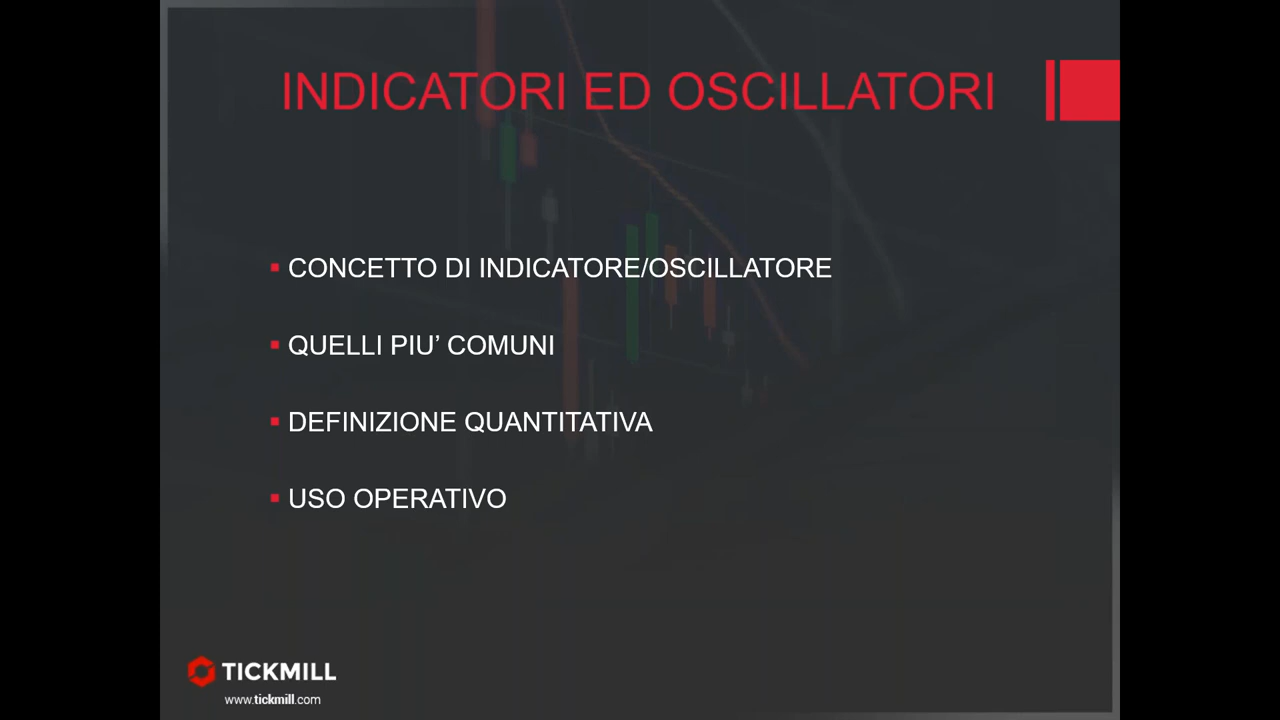 INDICATORI ED OSCILLATORI
CONCETTO DI INDICATORE/OSCILLATORE
QUELLI PIU’ COMUNI
DEFINIZIONE QUANTITATIVA
USO OPERATIVO
TICKMILL
www.tickmill.com